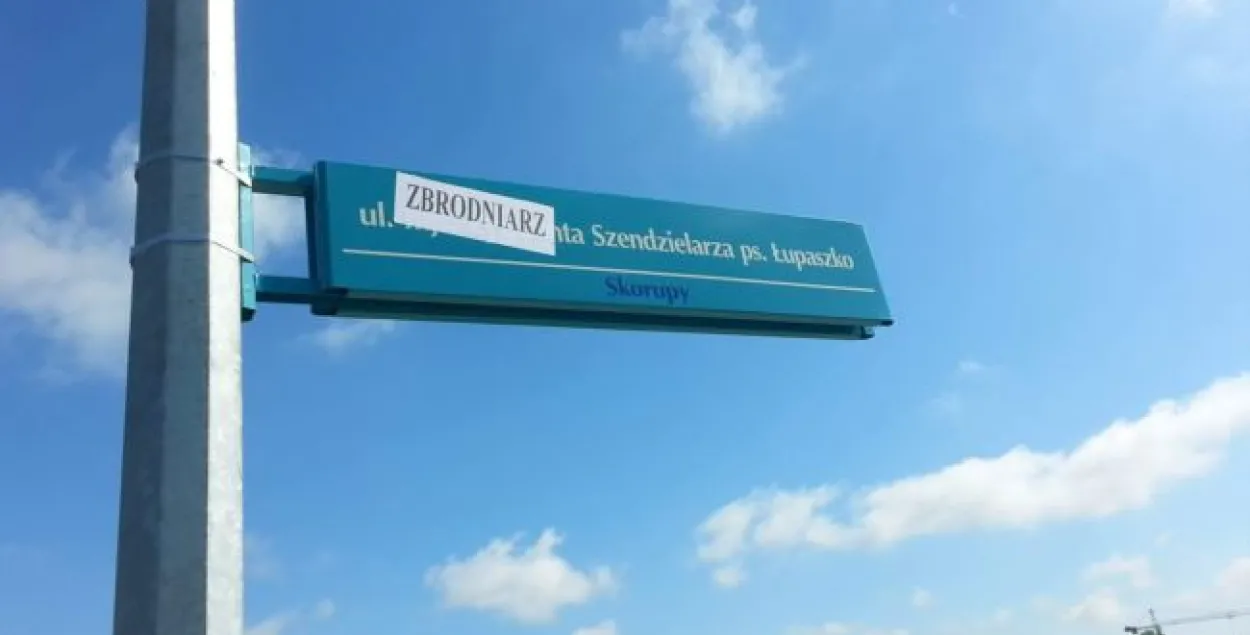 ZBRODNIARZ
ul. nta Szendzielarza ps. Łupaszko
Skorupy